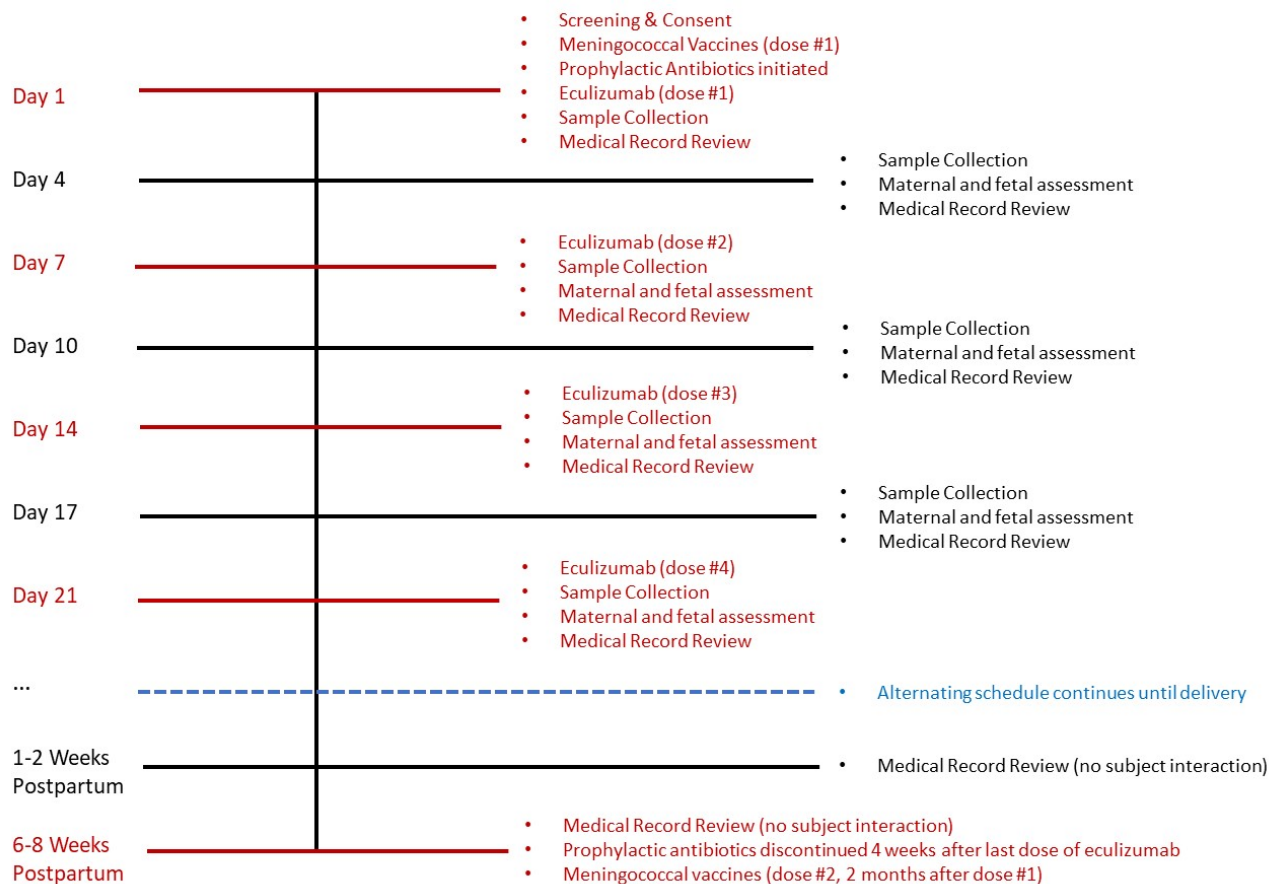 • Screening & Consent
• Meningococcal Vaccines (dose #1)
• Prophylactic Antibiotics initiated
Day 1
• Eculizumab (dose #1)
• Sample Collection
• Medical Record Review
Day 4
• Sample Collection
• Maternal and fetal assessment
• Medical Record Review
Day 7
• Eculizumab (dose #2)
• Sample Collection
• Maternal and fetal assessment
• Medical Record Review
Day 10
• Sample Collection
• Maternal and fetal assessment
• Medical Record Review
Day 14
• Eculizumab (dose #3)
• Sample Collection
• Maternal and fetal assessment
• Medical Record Review
Day 17
• Sample Collection
• Maternal and fetal assessment
• Medical Record Review
Day 21
• Eculizumab (dose #4)
• Sample Collection
• Maternal and fetal assessment
• Medical Record Review
...
• Alternating schedule continues until delivery
1-2 Weeks
Postpartum
• Medical Record Review (no subject interaction)
6-8 Weeks
Postpartum
• Medical Record Review (no subject interaction)
• Prophylactic antibiotics discontinued 4 weeks after last dose of eculizumab
• Meningococcal vaccines (dose #2, 2 months after dose #1)